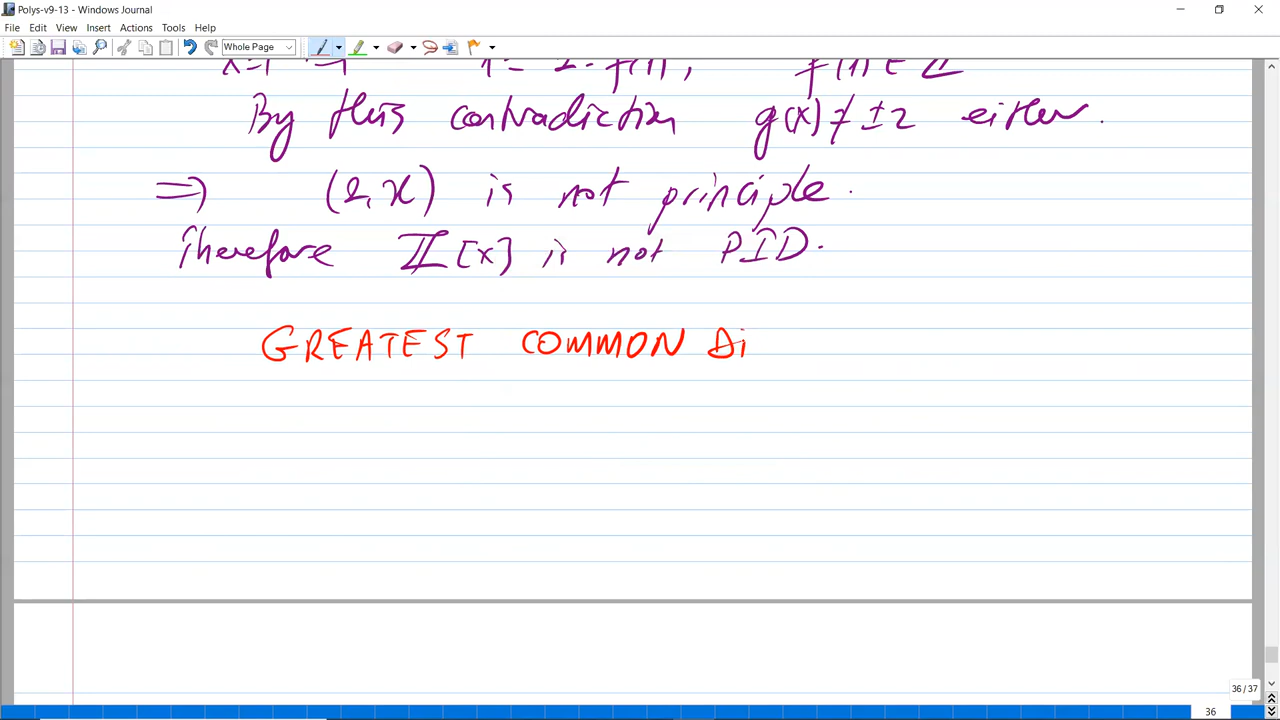 Polys-v9-13 - Windows Journal
File Edit View Insert Actions Tools Help
Whole Page
By this contradiction g(x) ≠ ±2 either.
⇒ (2,x) is not principle.
Therefore ℤ[x] is not PID.
GREATEST COMMON Di
36 / 37
36